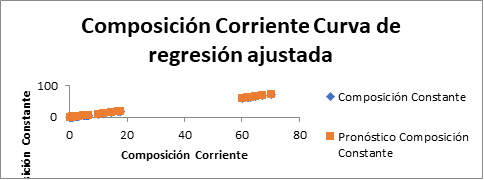 Composición Corriente Curva de
regresión ajustada
100
0
0
20
40
60
80
Composición Corriente
Constante
Composición Constante
Pronóstico Composición
Constante